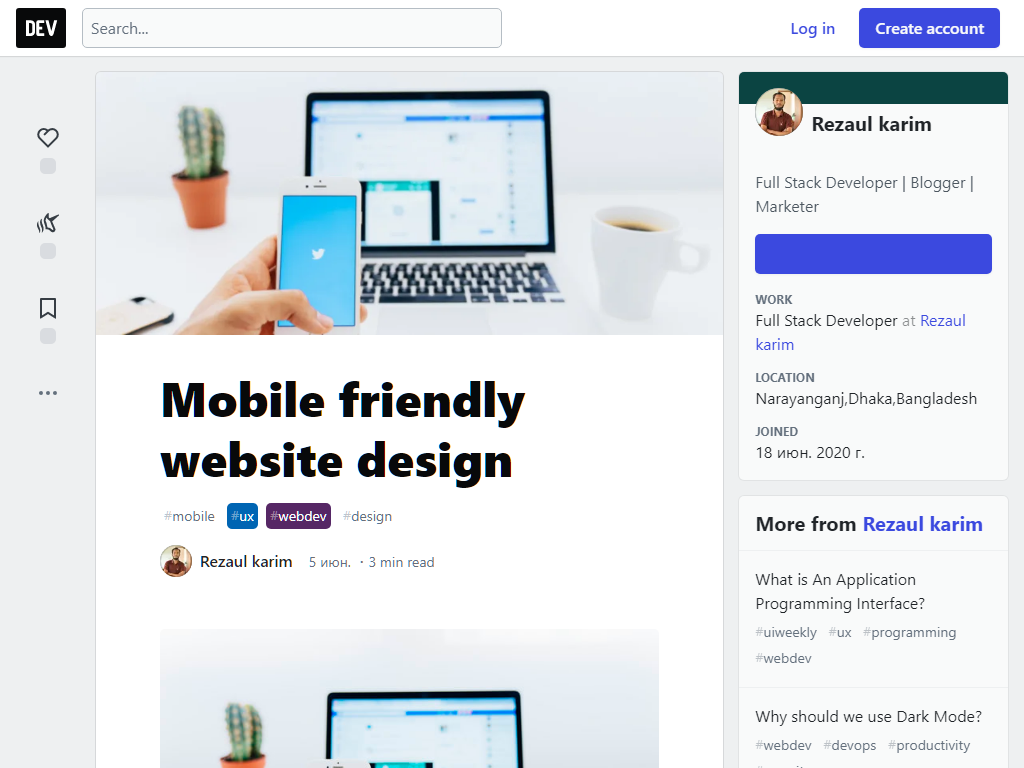 DEV
Search...
Log in
Create account
Rezaul karim
Full Stack Developer | Blogger |
Marketer
WORK
Full Stack Developer at Rezaul
karim
LOCATION
Narayanganj,Dhaka,Bangladesh
JOINED
18 июн. 2020 г.
Mobile friendly
website design
#mobile #ux #webdev #design
Rezaul karim 5 июн. · 3 min read
More from Rezaul karim
What is An Application
Programming Interface?
#uiweekly #ux #programming
#webdev
Why should we use Dark Mode?
#webdev #devops #productivity